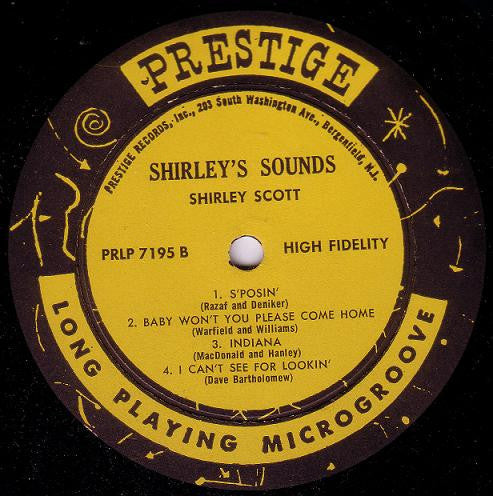 PRESTIGE
PRESTIGE RECORDS, Inc., 203 South Washington Ave., Bergenfield, N.J.
SHIRLEY'S SOUNDS
SHIRLEY SCOTT
PRLP 7195 B
HIGH FIDELITY
1. S'POSIN'
(Razaf and Deniker)
2. BABY WON'T YOU PLEASE COME HOME
(Warfield and Williams)
3. INDIANA
(MacDonald and Hanley)
4. I CAN'T SEE FOR LOOKIN'
(Dave Bartholomew)
LONG PLAYING MICROGROOVE